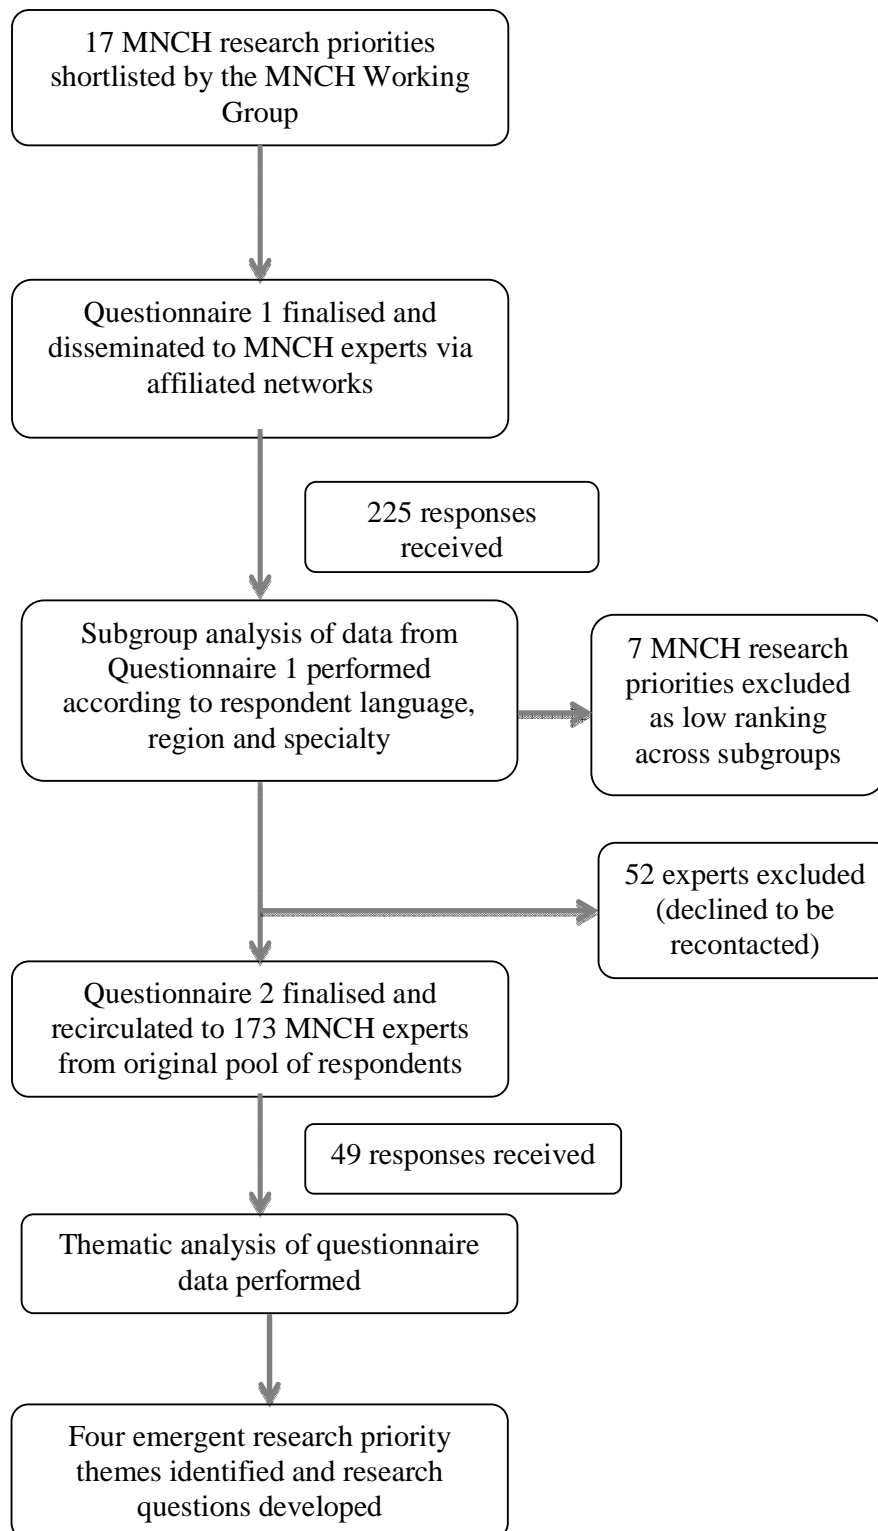 17 MNCH research priorities
shortlisted by the MNCH Working
Group
Questionnaire 1 finalised and
disseminated to MNCH experts via
affiliated networks
225 responses
received
Subgroup analysis of data from
Questionnaire 1 performed
according to respondent language,
region and specialty
7 MNCH research
priorities excluded
as low ranking
across subgroups
52 experts excluded
(declined to be
recontacted)
Questionnaire 2 finalised and
recirculated to 173 MNCH experts
from original pool of respondents
49 responses received
Thematic analysis of questionnaire
data performed
Four emergent research priority
themes identified and research
questions developed